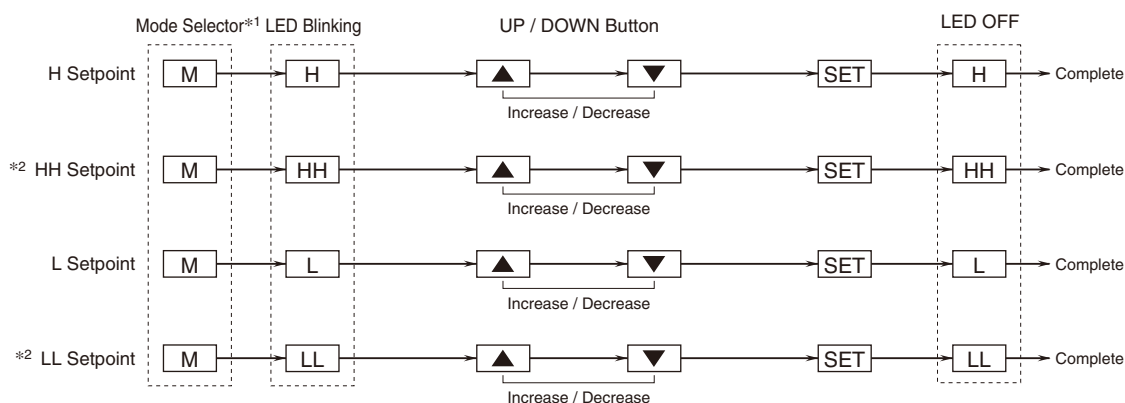 Mode Selector*1 LED Blinking UP / DOWN Button LED OFF
H Setpoint M H ▲ ▼ SET H Complete
Increase / Decrease
*2 HH Setpoint M HH ▲ ▼ SET HH Complete
Increase / Decrease
L Setpoint M L ▲ ▼ SET L Complete
Increase / Decrease
*2 LL Setpoint M LL ▲ ▼ SET LL Complete
Increase / Decrease